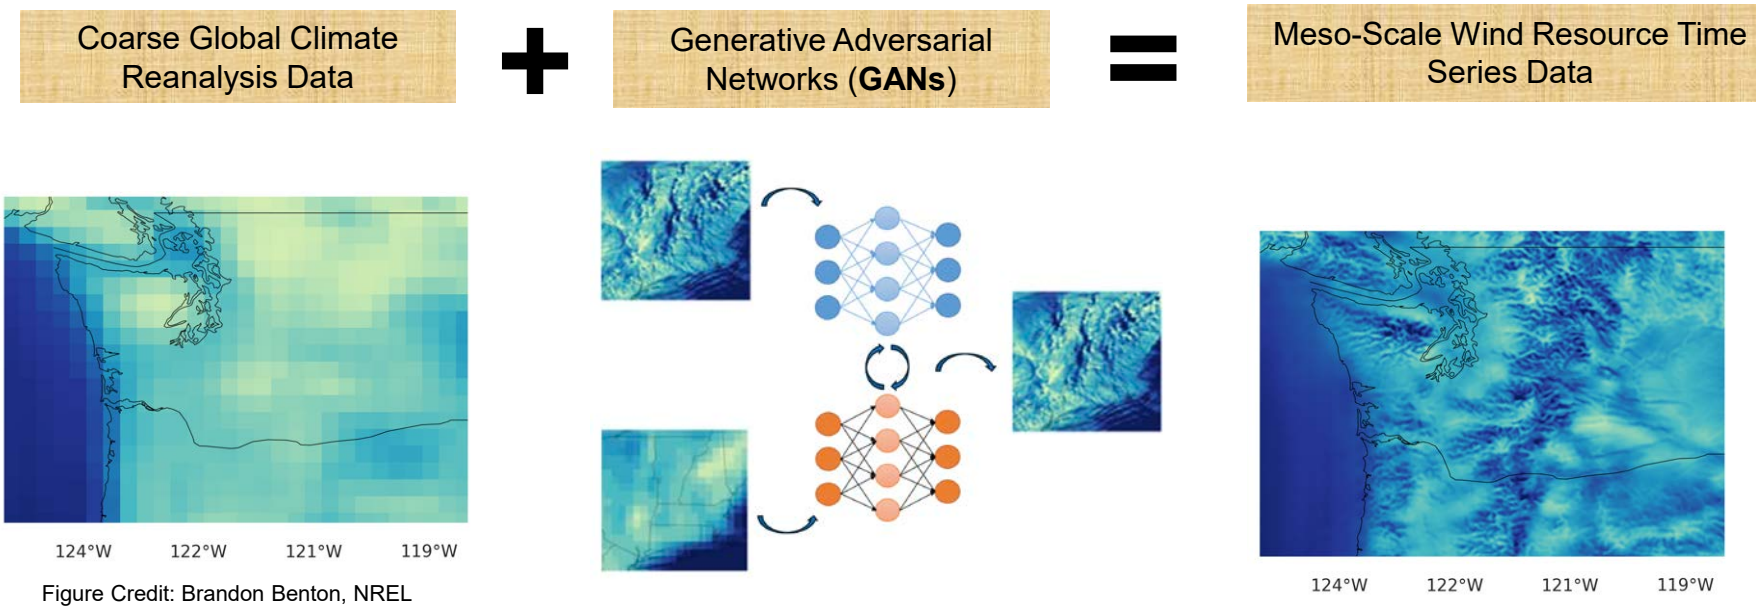 Coarse Global Climate
Reanalysis Data
+
Generative Adversarial
Networks (GANs)
=
Meso-Scale Wind Resource Time
Series Data
124°W 122°W 121°W 119°W
124°W 122°W 121°W 119°W
Figure Credit: Brandon Benton, NREL